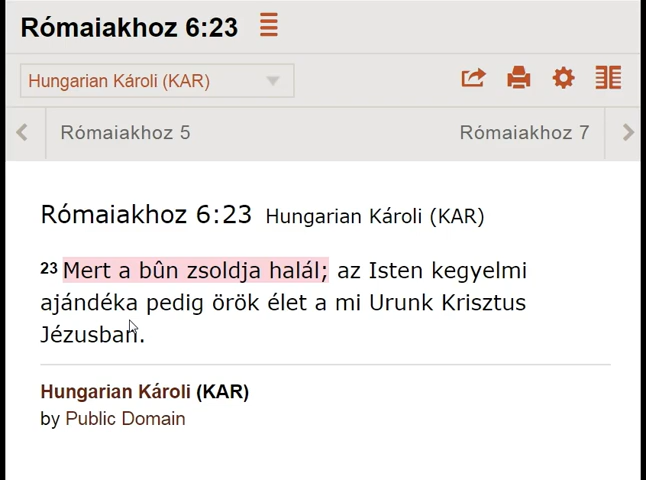 Rómaiakhoz 6:23
Hungarian Károli (KAR)
Rómaiakhoz 5
Rómaiakhoz 7
Rómaiakhoz 6:23 Hungarian Károli (KAR)
23 Mert a bûn zsoldja halál; az Isten kegyelmi
ajándéka pedig örök élet a mi Urunk Krisztus
Jézusban.
Hungarian Károli (KAR)
by Public Domain